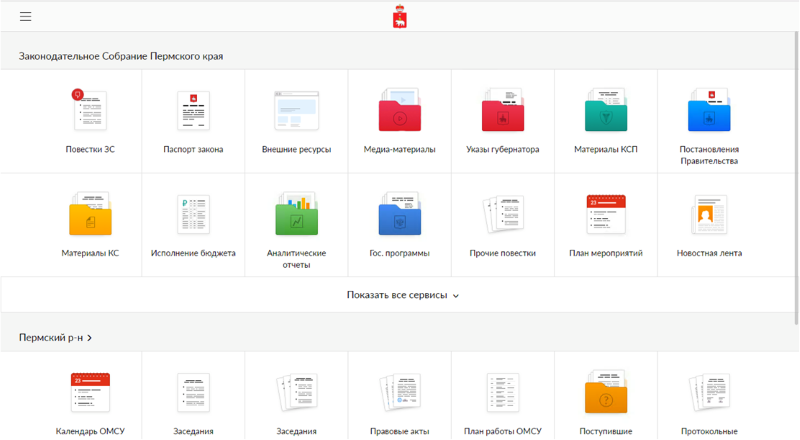 Законодательное Собрание Пермского края
Повестки ЗС
Паспорт закона
Внешние ресурсы
Медиа-материалы
Указы губернатора
Материалы КСП
Постановления
Правительства
Материалы КС
Исполнение бюджета
Аналитические
отчеты
Гос. программы
Прочие повестки
23
План мероприятий
Новостная лента
Показать все сервисы
Пермский р-н
23
Календарь ОМСУ
Заседания
Заседания
Правовые акты
План работы ОМСУ
Поступившие
Протокольные